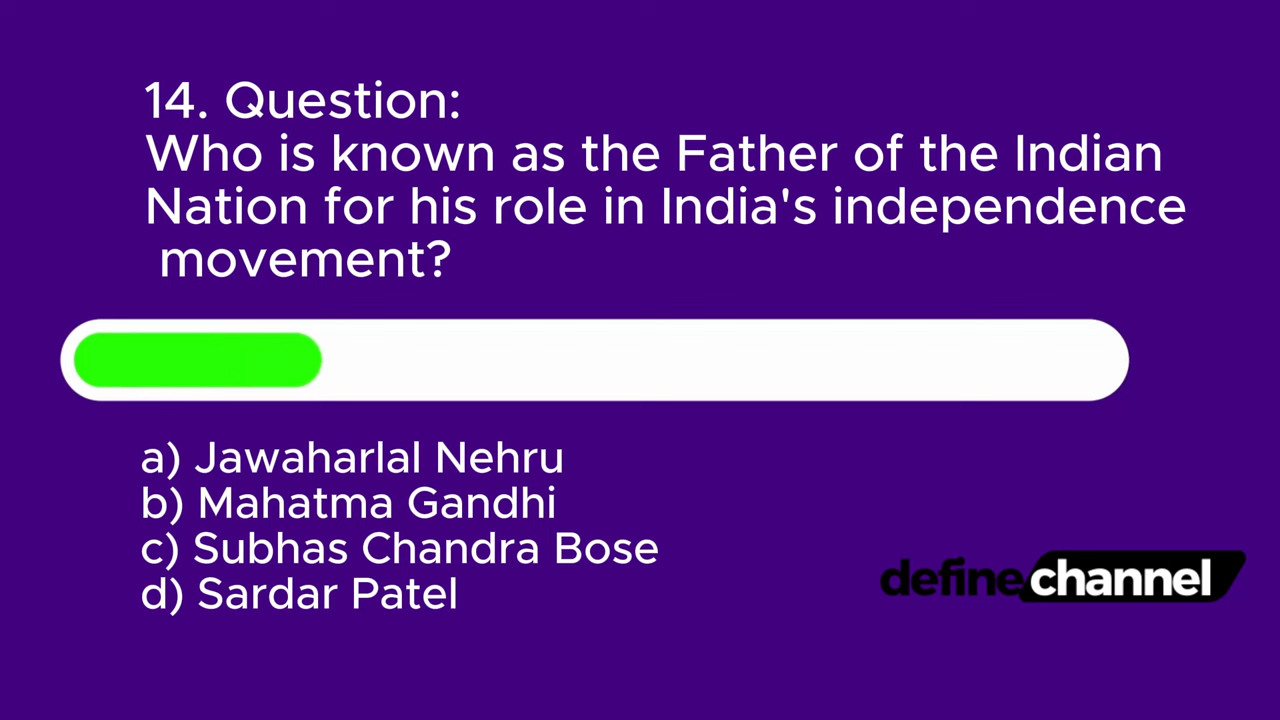 14. Question:
Who is known as the Father of the Indian
Nation for his role in India's independence
movement?
a) Jawaharlal Nehru
b) Mahatma Gandhi
c) Subhas Chandra Bose
d) Sardar Patel
definechannel